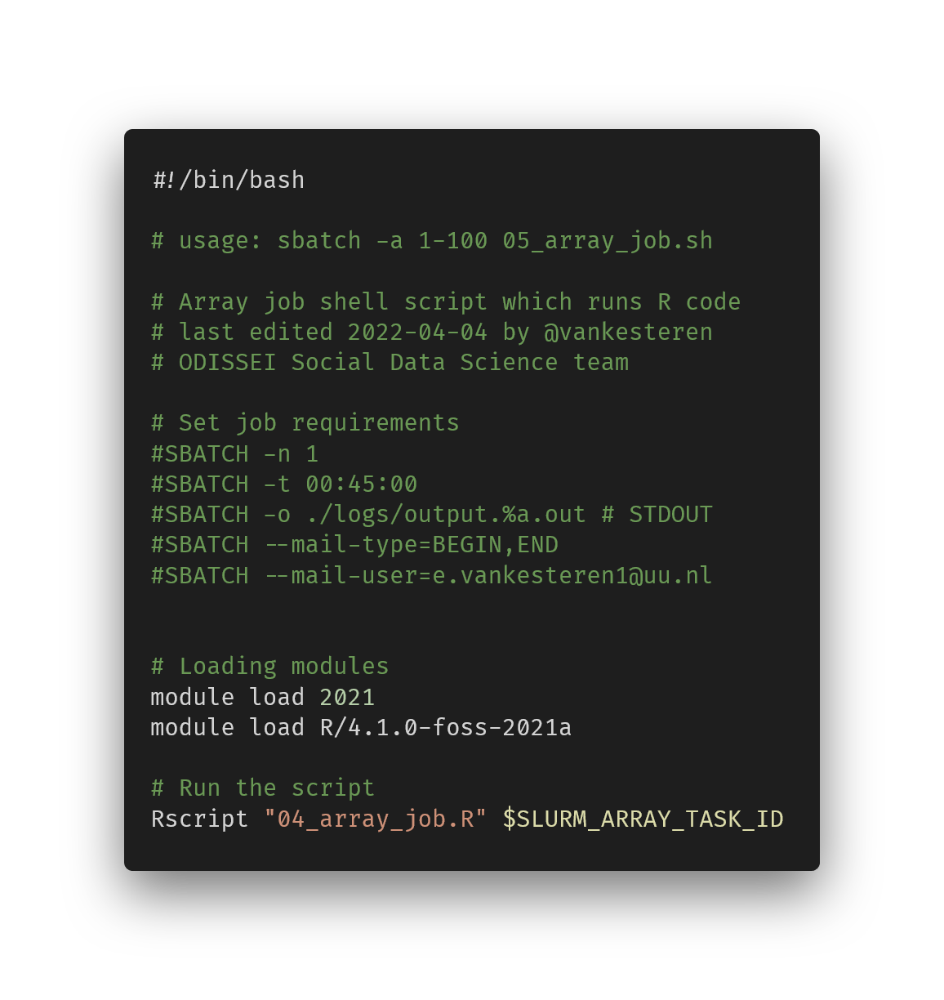 #!/bin/bash
# usage: sbatch -a 1-100 05_array_job.sh
# Array job shell script which runs R code
# last edited 2022-04-04 by @vankesteren
# ODISSEI Social Data Science team
# Set job requirements
#SBATCH -n 1
#SBATCH -t 00:45:00
#SBATCH -o ./logs/output.%a.out # STDOUT
#SBATCH --mail-type=BEGIN,END
#SBATCH --mail-user=e.vankesteren1@uu.nl
# Loading modules
module load 2021
module load R/4.1.0-foss-2021a
# Run the script
Rscript "04_array_job.R" $SLURM_ARRAY_TASK_ID